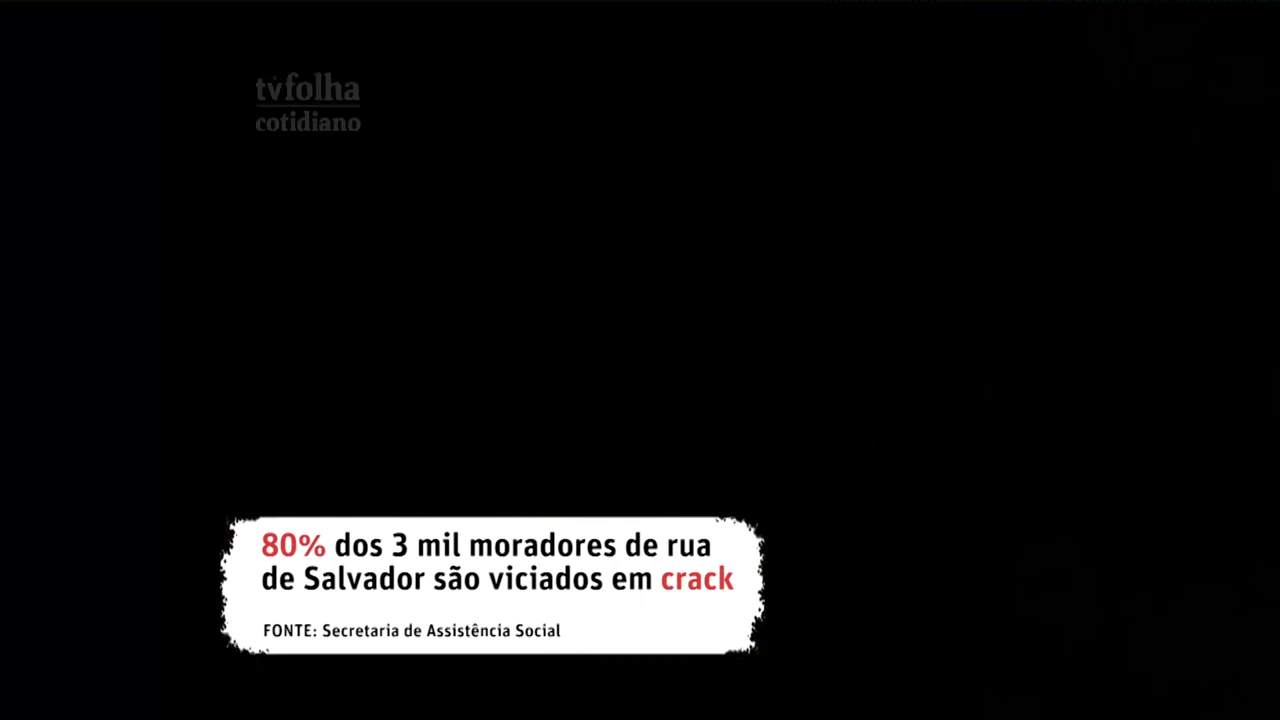 tvfolha
cotidiano
80% dos 3 mil moradores de rua
de Salvador são viciados em crack
FONTE: Secretaria de Assistência Social